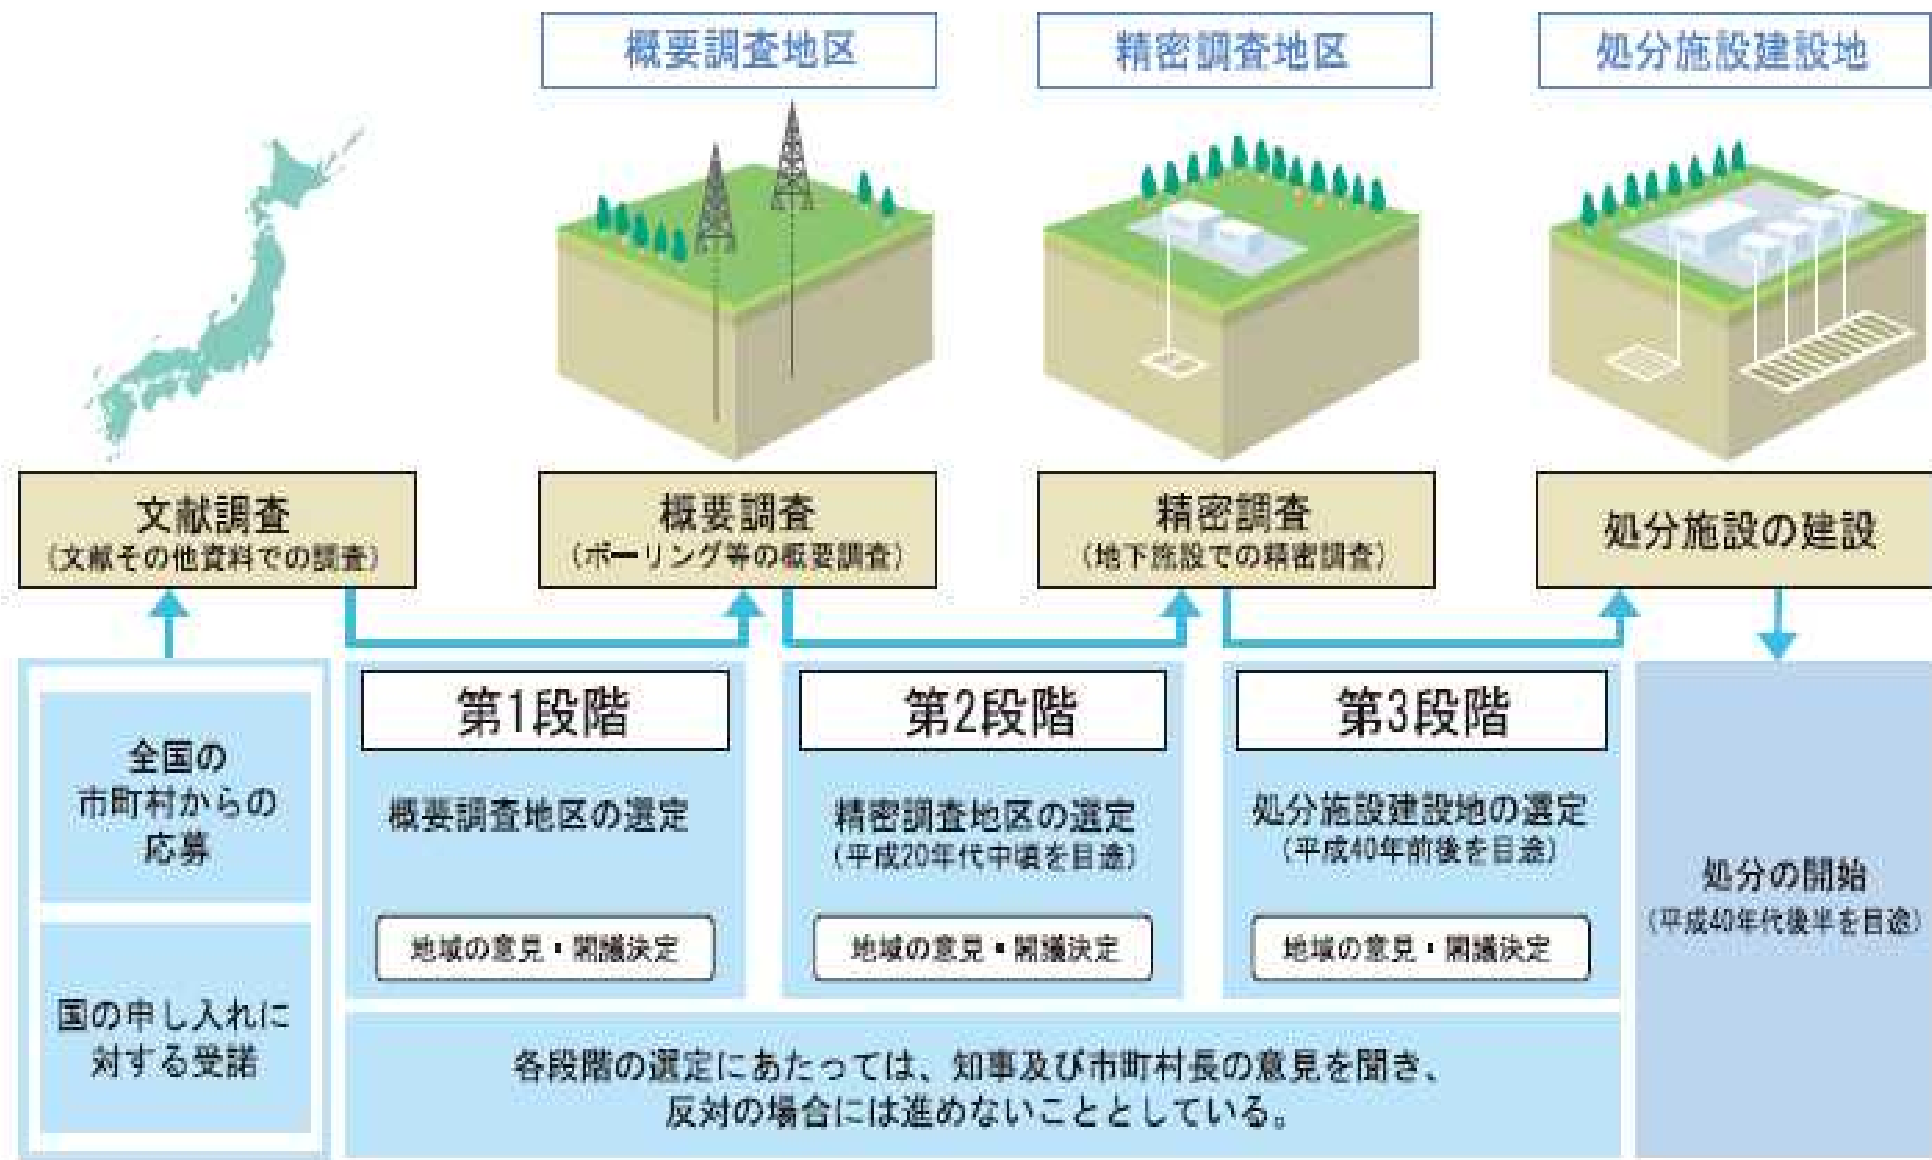 概要調査地区
精密調査地区
処分施設建設地
文献調査
(文献その他資料での調査)
概要調査
(ボーリング等の概要調査)
精密調査
(地下施設での精密調査)
処分施設の建設
全国の
市町村からの
応募
国の申し入れに
対する受諾
第1段階
概要調査地区の選定
地域の意見・閣議決定
第2段階
精密調査地区の選定
(平成20年代中頃を目途)
地域の意見・閣議決定
第3段階
処分施設建設地の選定
(平成40年前後を目途)
地域の意見・閣議決定
各段階の選定にあたっては、知事及び市町村長の意見を聞き、
反対の場合には進めないこととしている。
処分の開始
(平成40年代後半を目途)